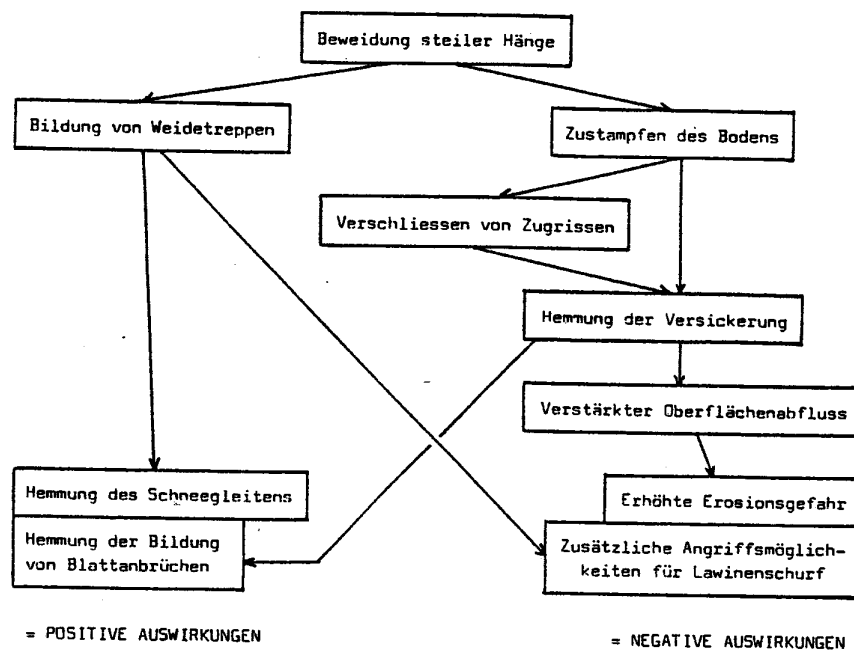 Beweidung steiler Hänge
Bildung von Weidetreppen
Zustampfen des Bodens
Verschliessen von Zugrissen
Hemmung der Versickerung
Verstärkter Oberflächenabfluss
Hemmung des Schneegleitens
Erhöhte Erosionsgefahr
Hemmung der Bildung
von Blattanbrüchen
Zusätzliche Angriffsmöglich-
keiten für Lawinenschurf
= POSITIVE AUSWIRKUNGEN
= NEGATIVE AUSWIRKUNGEN